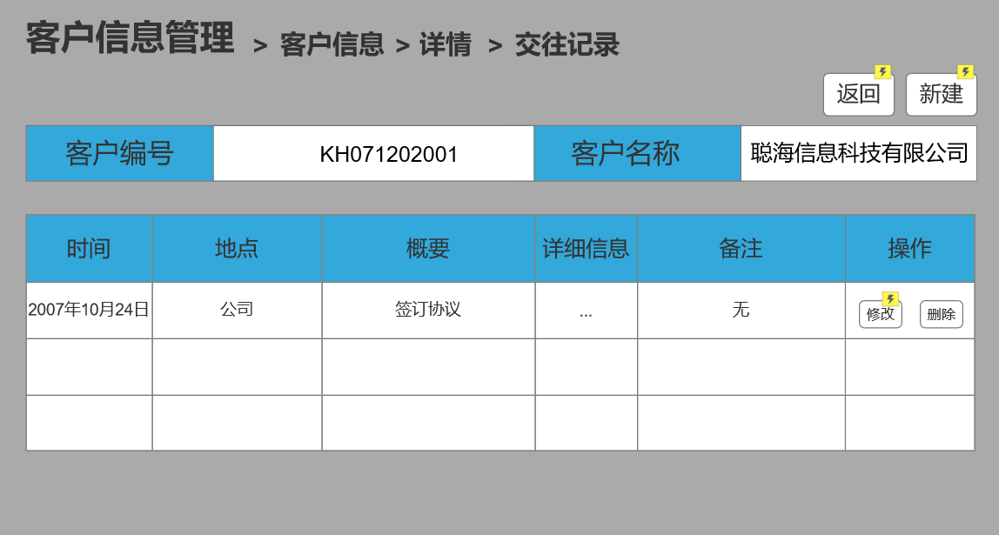 客户信息管理 > 客户信息 > 详情 > 交往记录
返回 新建
客户编号 KH071202001 客户名称 聪海信息科技有限公司
时间 地点 概要 详细信息 备注 操作
2007年10月24日 公司 签订协议 ... 无 修改 删除